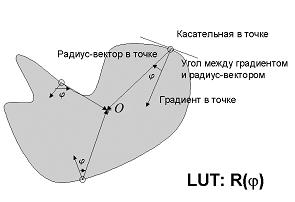 Касательная в точке
Радиус-вектор в точке
Угол между градиентом
и радиус-вектором
φ
φ
O
Градиент в точке
φ
LUT: R(φ)